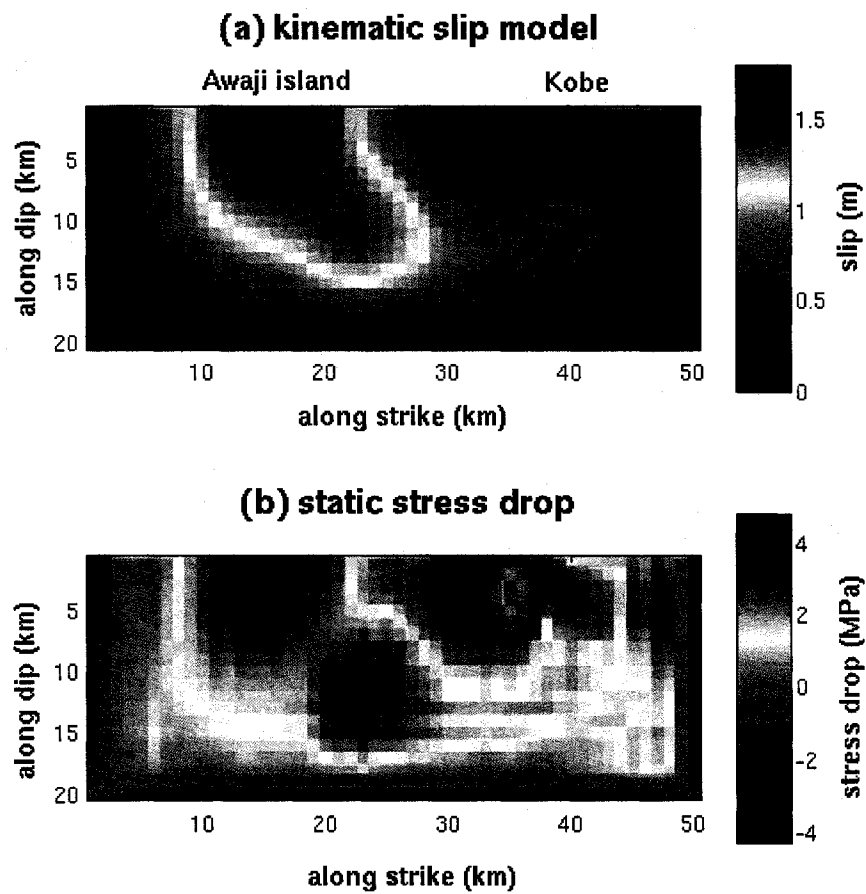 (a) kinematic slip model
Awaji island
Kobe
5
10
15
20
along dip (km)
10
20
30
40
50
along strike (km)
1.5
1
0.5
0
slip (m)
(b) static stress drop
5
10
15
20
along dip (km)
10
20
30
40
50
along strike (km)
4
2
0
-2
-4
stress drop (MPa)